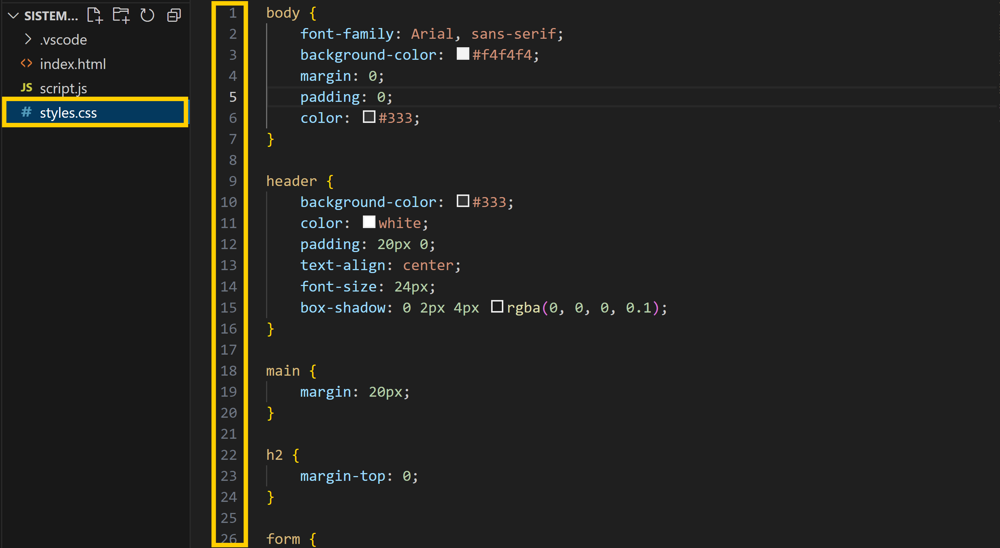 SISTEM...
.vscode
<> index.html
JS script.js
# styles.css
1 body {
2     font-family: Arial, sans-serif;
3     background-color: #f4f4f4;
4     margin: 0;
5     padding: 0;
6     color: #333;
7 }
8
9 header {
10     background-color: #333;
11     color: white;
12     padding: 20px 0;
13     text-align: center;
14     font-size: 24px;
15     box-shadow: 0 2px 4px rgba(0, 0, 0, 0.1);
16 }
17
18 main {
19     margin: 20px;
20 }
21
22 h2 {
23     margin-top: 0;
24 }
25
26 form {